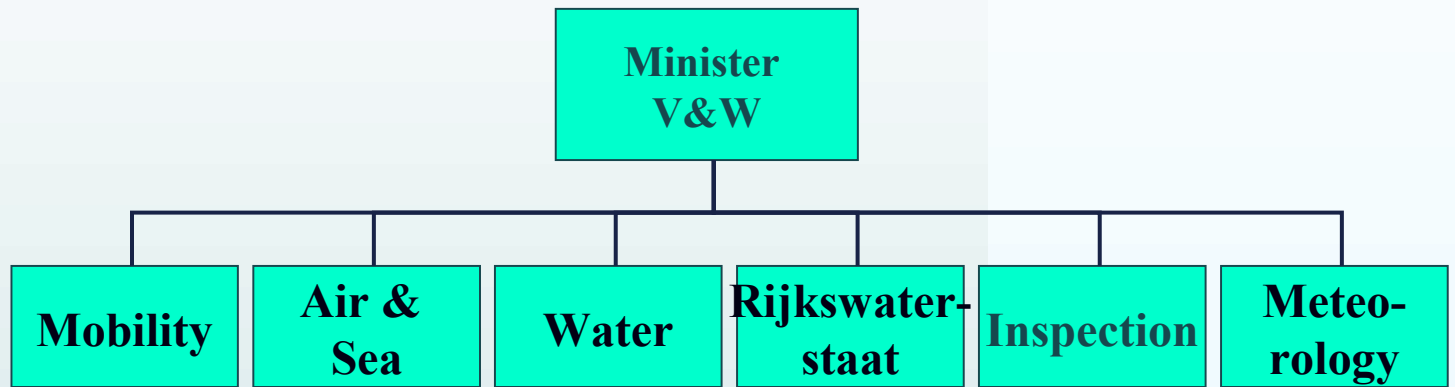 Minister
V&W
Mobility
Air &
Sea
Water
Rijkswater-
staat
Inspection
Meteo-
rology